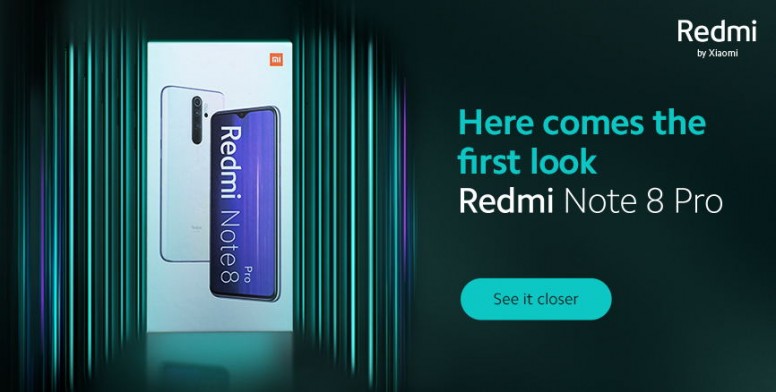 Redmi
by Xiaomi
Here comes the
first look
Redmi Note 8 Pro
See it closer
mi
Redmi Note 8
Pro